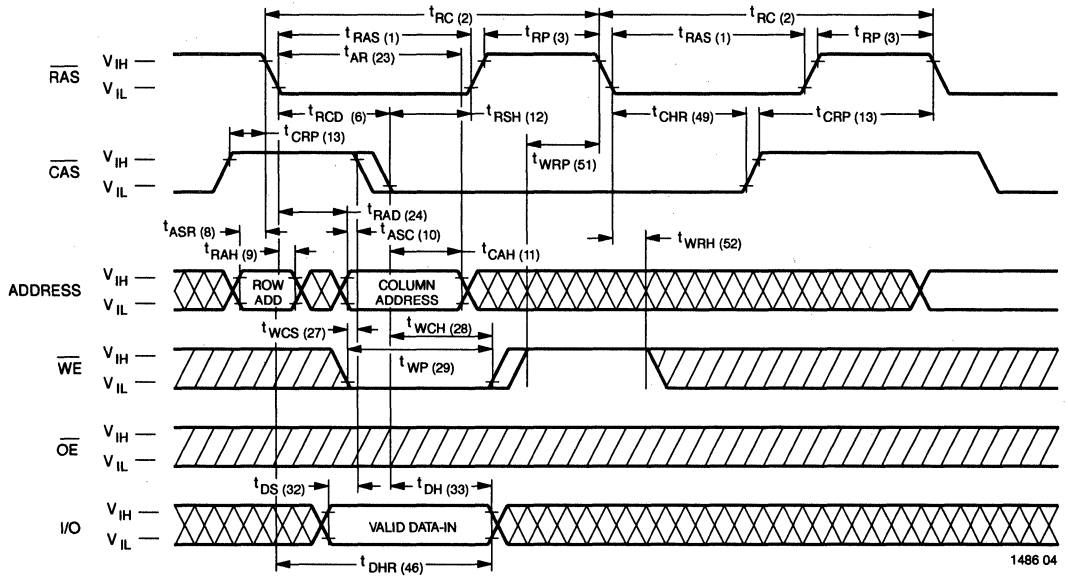 tRC (2) tRC (2)
tRAS (1) tRP (3) tRAS (1) tRP (3)
tAR (23)
RAS VIH
VIL
tRCD (6) tRSH (12) tCHR (49) tCRP (13)
tCRP (13)
CAS VIH
VIL
tWRP (51)
tRAD (24)
tASR (8) tASC (10)
tRAH (9) tCAH (11) tWRH (52)
ADDRESS VIH
VIL
ROW ADD
COLUMN ADDRESS
tWCS (27) tWCH (28)
WE VIH
VIL
tWP (29)
OE VIH
VIL
tDS (32) tDH (33)
I/O VIH
VIL
VALID DATA-IN
tDHR (46)
1486 04